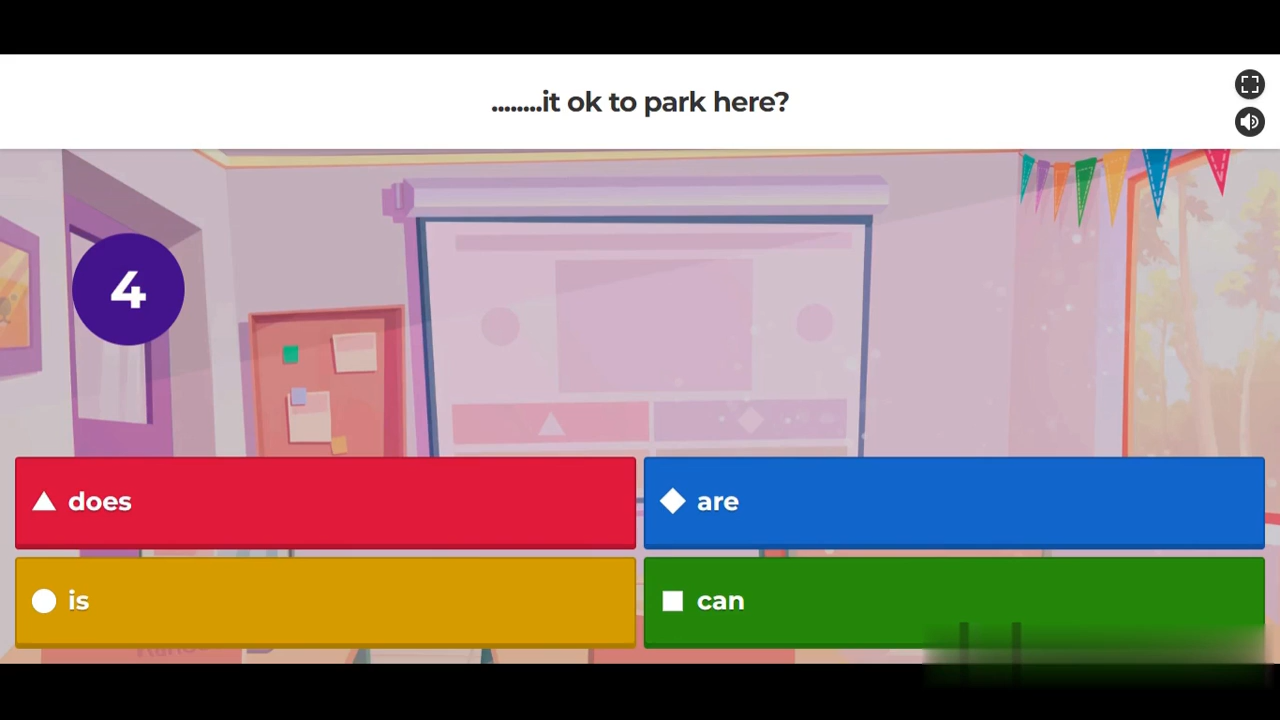 ........it ok to park here?
4
does
are
is
can